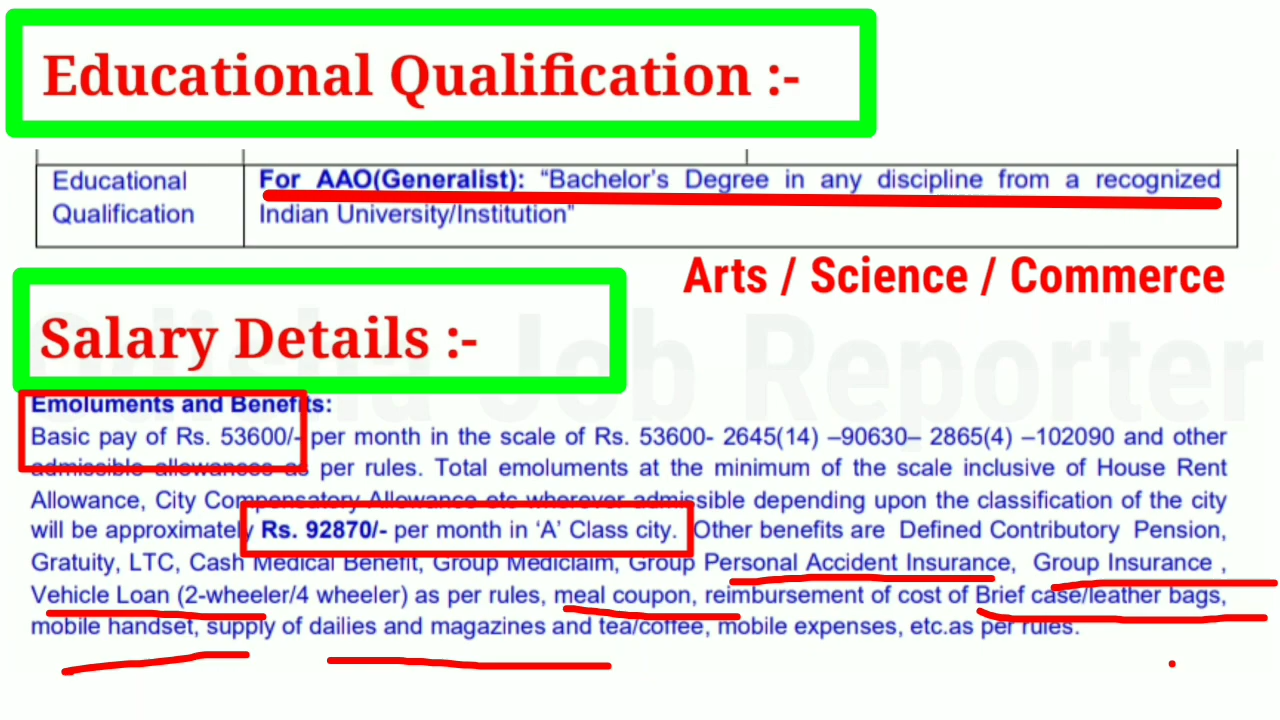 Educational Qualification :-
Educational Qualification
For AAO(Generalist): “Bachelor’s Degree in any discipline from a recognized
Indian University/Institution”
Arts / Science / Commerce
Odisha Job Reporter
Salary Details :-
Emoluments and Benefits:
Basic pay of Rs. 53600/- per month in the scale of Rs. 53600- 2645(14) –90630– 2865(4) –102090 and other
admissible allowances as per rules. Total emoluments at the minimum of the scale inclusive of House Rent
Allowance, City Compensatory Allowance etc wherever admissible depending upon the classification of the city
will be approximately Rs. 92870/- per month in ‘A’ Class city. Other benefits are Defined Contributory Pension,
Gratuity, LTC, Cash Medical Benefit, Group Mediclaim, Group Personal Accident Insurance, Group Insurance ,
Vehicle Loan (2-wheeler/4 wheeler) as per rules, meal coupon, reimbursement of cost of Brief case/leather bags,
mobile handset, supply of dailies and magazines and tea/coffee, mobile expenses, etc.as per rules.